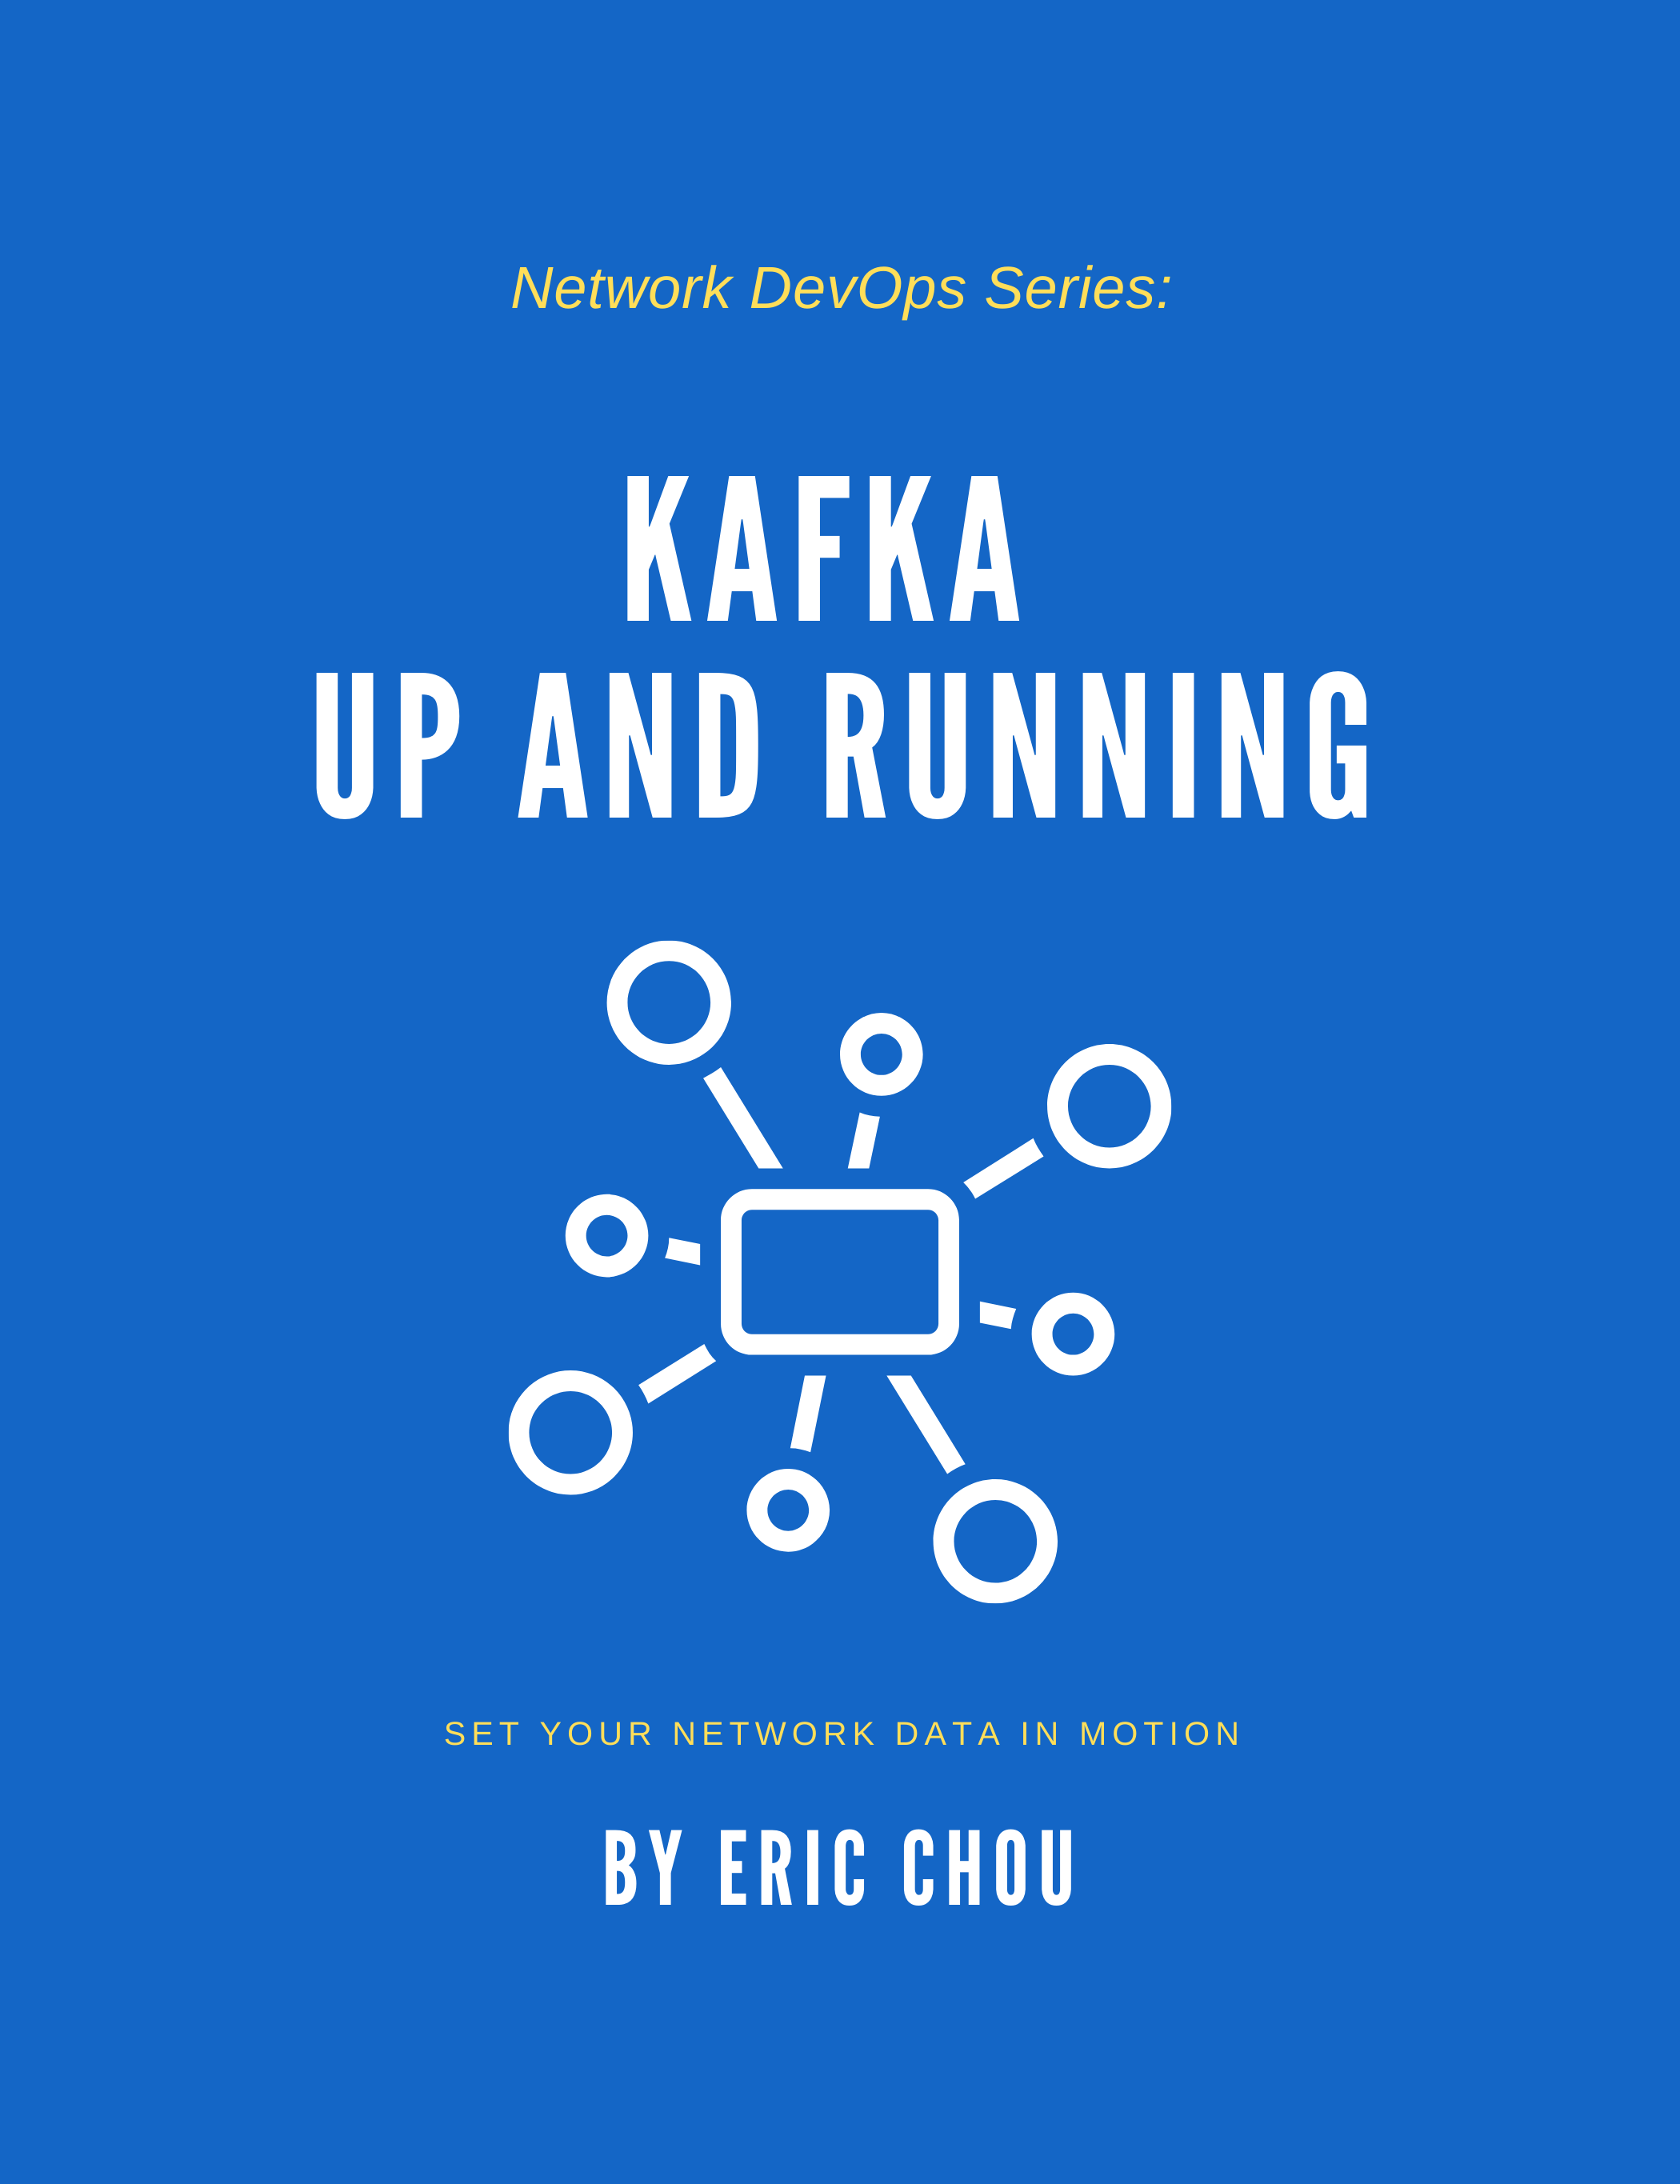 Network DevOps Series:
KAFKA
UP AND RUNNING
SET YOUR NETWORK DATA IN MOTION
BY ERIC CHOU